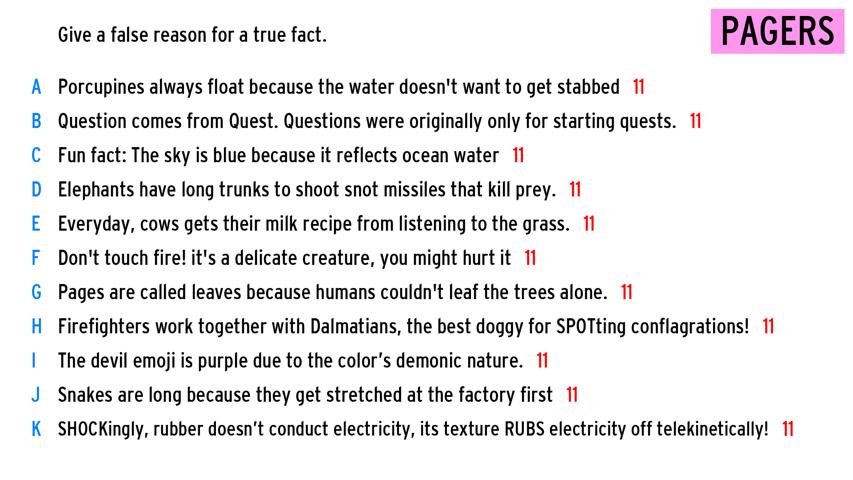 Give a false reason for a true fact.
PAGERS
A Porcupines always float because the water doesn't want to get stabbed 11
B Question comes from Quest. Questions were originally only for starting quests. 11
C Fun fact: The sky is blue because it reflects ocean water 11
D Elephants have long trunks to shoot snot missiles that kill prey. 11
E Everyday, cows gets their milk recipe from listening to the grass. 11
F Don't touch fire! it's a delicate creature, you might hurt it 11
G Pages are called leaves because humans couldn't leaf the trees alone. 11
H Firefighters work together with Dalmatians, the best doggy for SPOTting conflagrations! 11
I The devil emoji is purple due to the color’s demonic nature. 11
J Snakes are long because they get stretched at the factory first 11
K SHOCKingly, rubber doesn’t conduct electricity, its texture RUBS electricity off telekinetically! 11